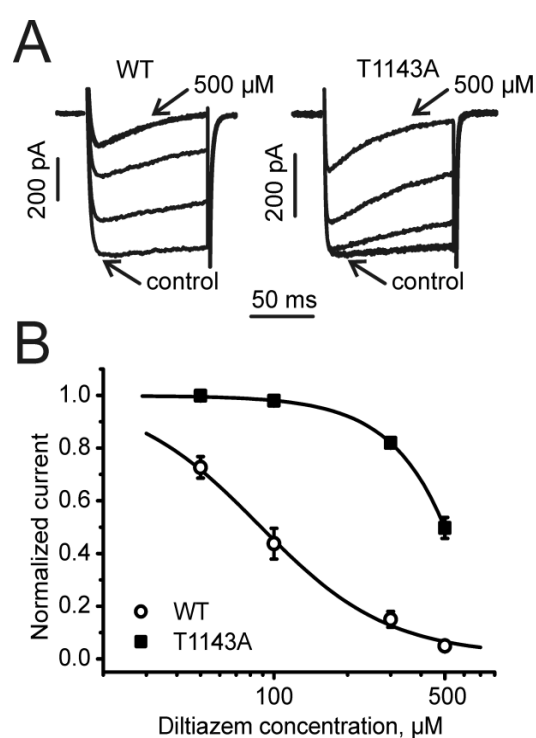 A
WT
500 µM
T1143A
500 µM
200 pA
200 pA
control
control
50 ms
B
1.0
0.8
0.6
0.4
0.2
0.0
Normalized current
WT
T1143A
100
500
Diltiazem concentration, µM